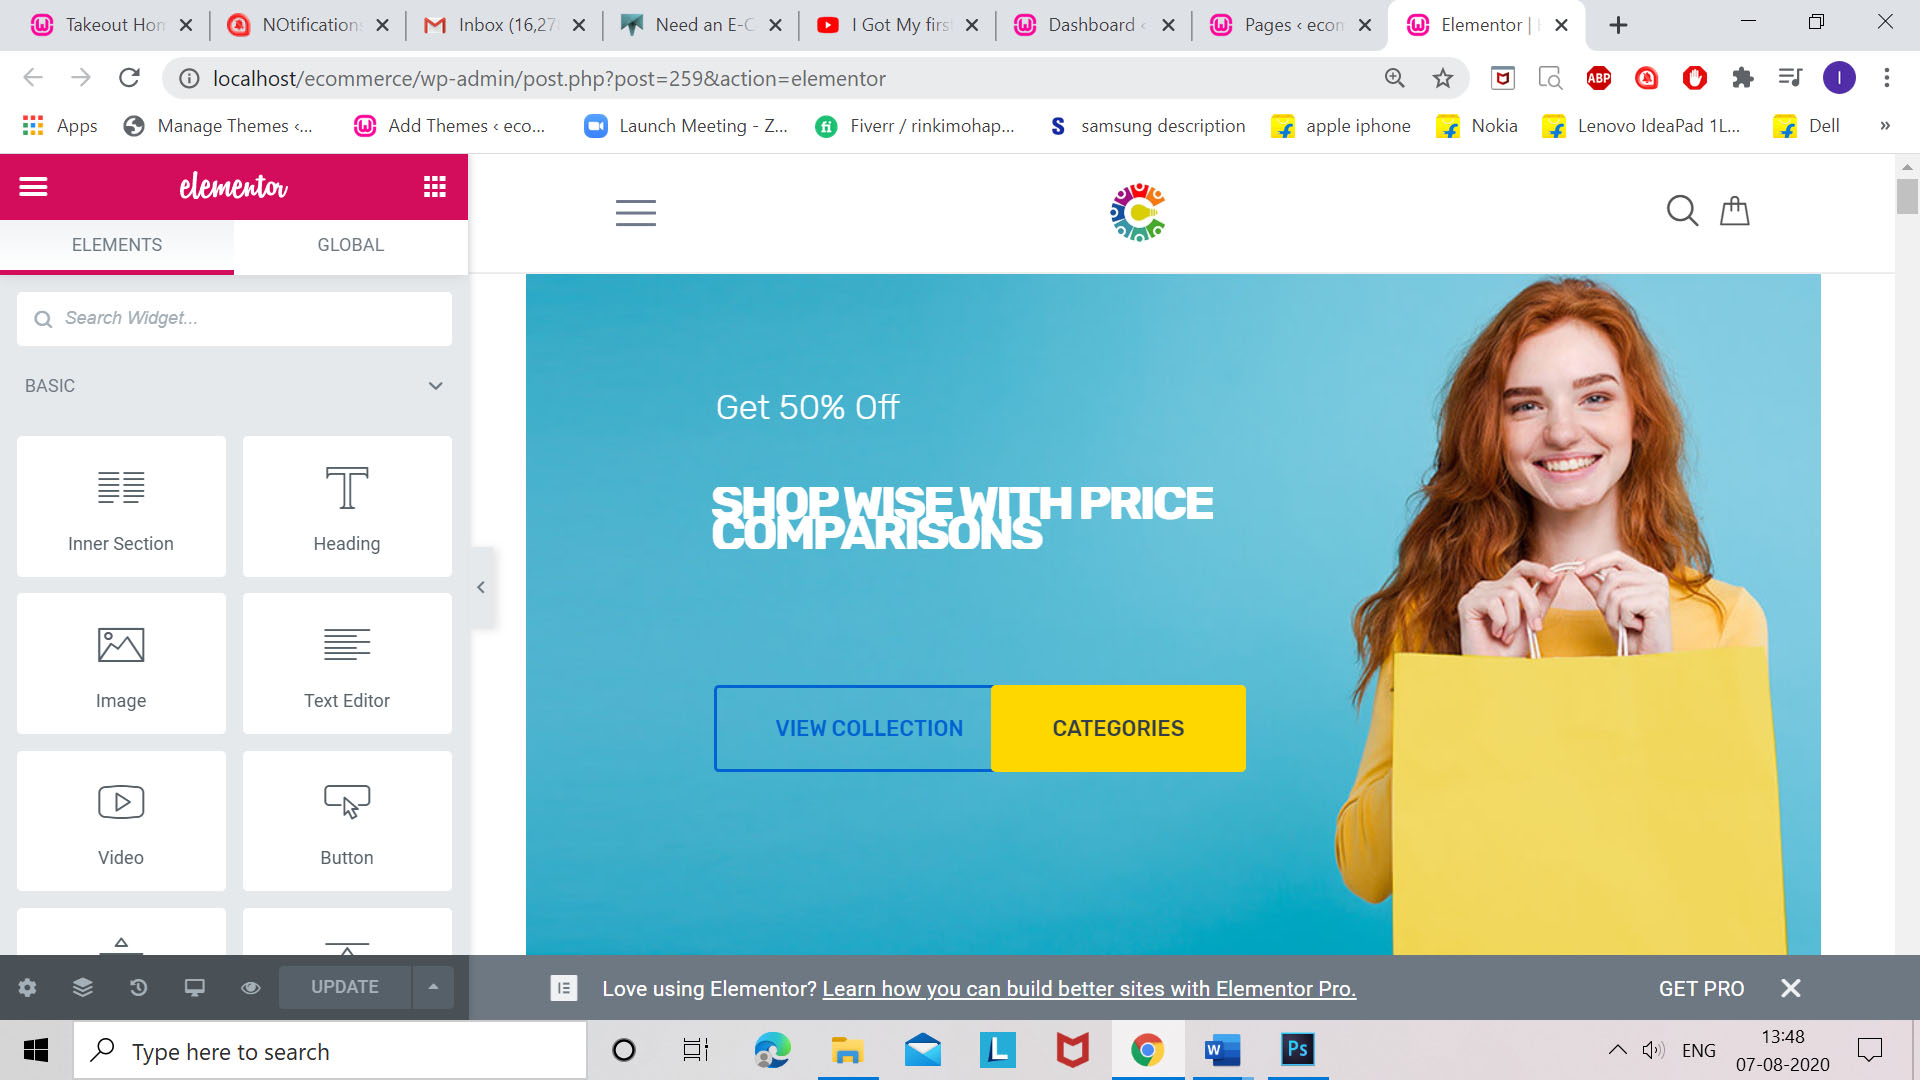 Takeout Hom
NOtification
Inbox (16,27
Need an E-C
I Got My firs
Dashboard ‹
Pages ‹ econ
Elementor |
localhost/ecommerce/wp-admin/post.php?post=259&action=elementor
ABP
I
Apps
Manage Themes ‹...
Add Themes ‹ eco...
Launch Meeting - Z...
Fiverr / rinkimohap...
S
samsung description
apple iphone
Nokia
Lenovo IdeaPad 1L...
Dell
»
elementor
ELEMENTS
GLOBAL
Search Widget...
BASIC
Inner Section
Heading
Image
Text Editor
Video
Button
Get 50% Off
SHOP WISE WITH PRICE
COMPARISONS
VIEW COLLECTION
CATEGORIES
UPDATE
Love using Elementor? Learn how you can build better sites with Elementor Pro.
GET PRO
Type here to search
L
W
Ps
ENG
13:48
07-08-2020